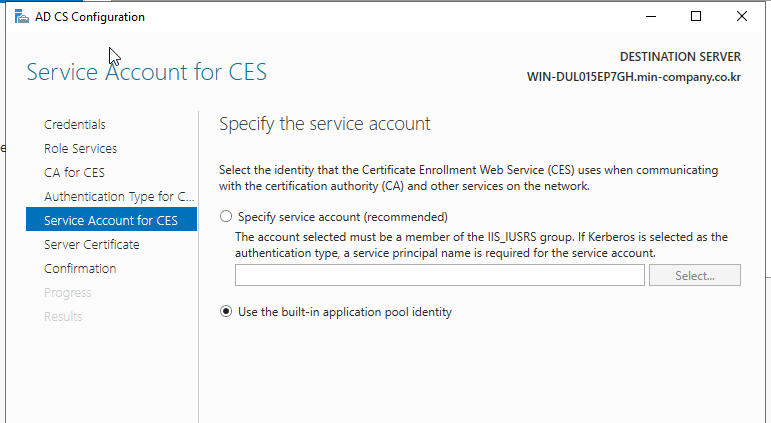 AD CS Configuration
Service Account for CES
DESTINATION SERVER
WIN-DUL015EP7GH.min-company.co.kr
Credentials
Role Services
CA for CES
Authentication Type for C...
Service Account for CES
Server Certificate
Confirmation
Progress
Results
Specify the service account
Select the identity that the Certificate Enrollment Web Service (CES) uses when communicating
with the certification authority (CA) and other services on the network.
Specify service account (recommended)
The account selected must be a member of the IIS_IUSRS group. If Kerberos is selected as the
authentication type, a service principal name is required for the service account.
Select...
Use the built-in application pool identity